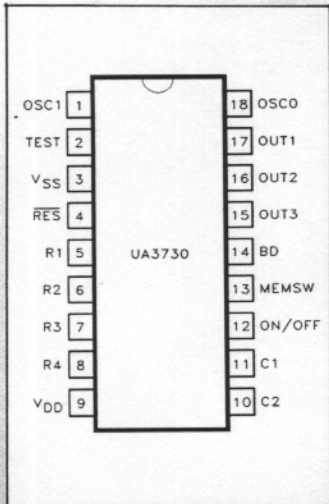 OSC1 1 18 OSCO
TEST 2 17 OUT1
VSS 3 16 OUT2
RES 4 15 OUT3
R1 5 14 BD
UA3730
R2 6 13 MEMSW
R3 7 12 ON/OFF
R4 8 11 C1
VDD 9 10 C2